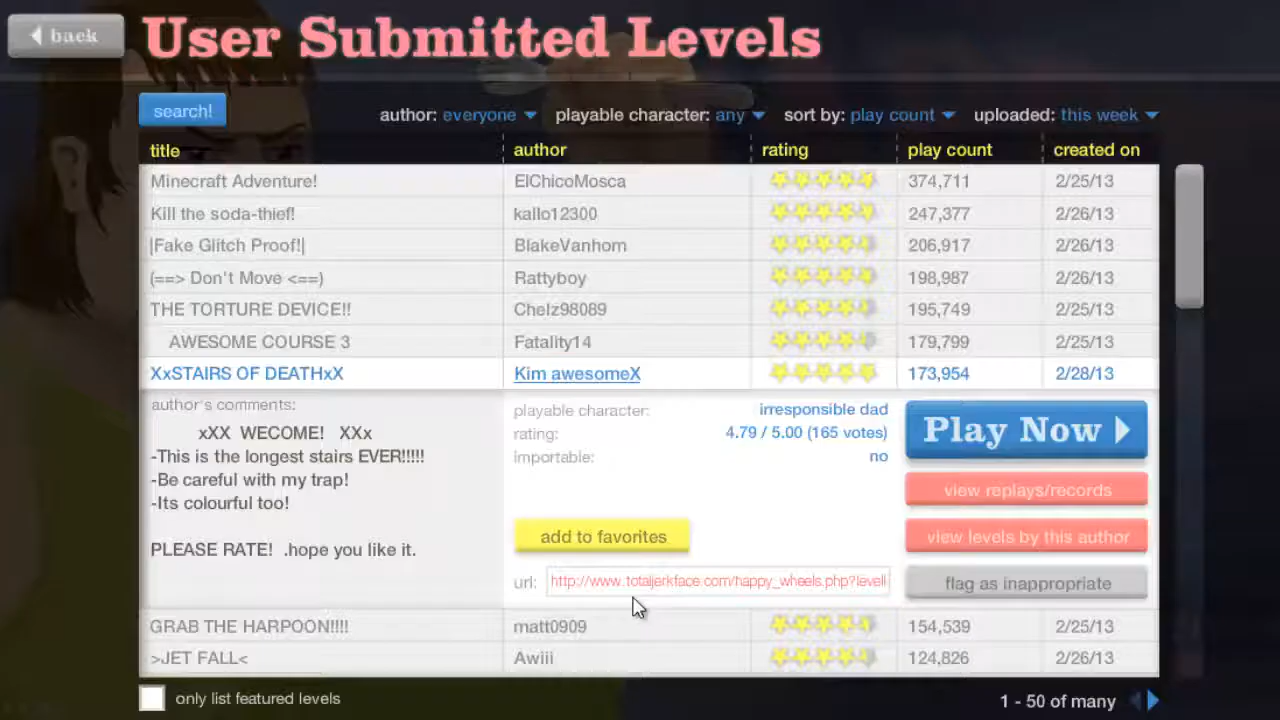 back
User Submitted Levels
search!
author: everyone
playable character: any
sort by: play count
uploaded: this week
title author rating play count created on
Minecraft Adventure! ElChicoMosca 374,711 2/25/13
Kill the soda-thief! kallo12300 247,377 2/26/13
|Fake Glitch Proof!| BlakeVanhorn 206,917 2/26/13
(==> Don't Move <==) Rattyboy 198,987 2/26/13
THE TORTURE DEVICE!! Chelz98089 195,749 2/25/13
AWESOME COURSE 3 Fatality14 179,799 2/25/13
XxSTAIRS OF DEATHxX Kim awesomeX 173,954 2/28/13
author's comments:
xXX WECOME! XXx
-This is the longest stairs EVER!!!!!
-Be careful with my trap!
-Its colourful too!
PLEASE RATE! .hope you like it.
playable character: irresponsible dad
rating: 4.79 / 5.00 (165 votes)
importable: no
add to favorites
url: http://www.totaljerkface.com/happy_wheels.php?levell
Play Now
view replays/records
view levels by this author
flag as inappropriate
GRAB THE HARPOON!!!! matt0909 154,539 2/25/13
>JET FALL< Awiii 124,826 2/26/13
only list featured levels
1 - 50 of many